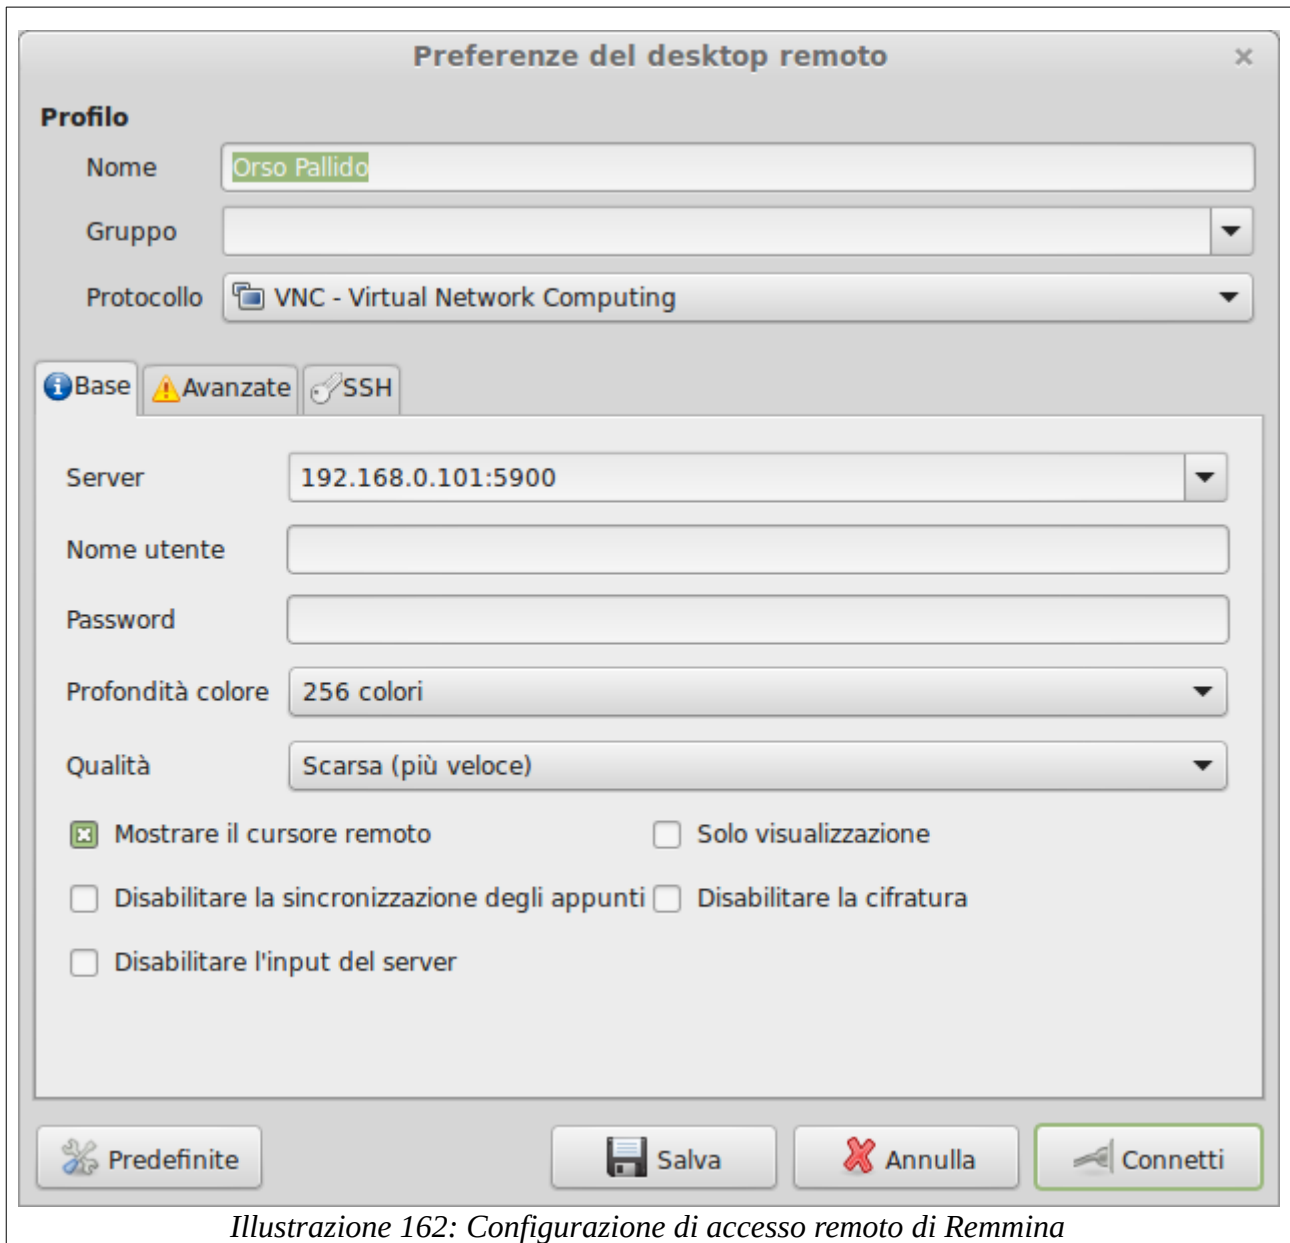 Preferenze del desktop remoto
Profilo
Nome Orso Pallido
Gruppo
Protocollo VNC - Virtual Network Computing
Base Avanzate SSH
Server 192.168.0.101:5900
Nome utente
Password
Profondità colore 256 colori
Qualità Scarsa (più veloce)
Mostrare il cursore remoto Solo visualizzazione
Disabilitare la sincronizzazione degli appunti Disabilitare la cifratura
Disabilitare l'input del server
Predefinite Salva Annulla Connetti
Illustrazione 162: Configurazione di accesso remoto di Remmina